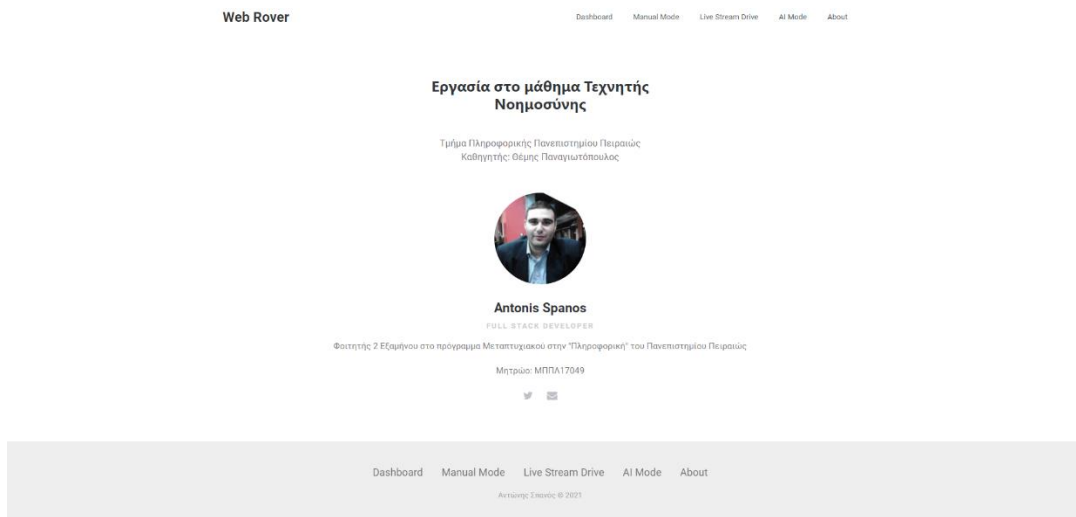 Web Rover
Dashboard Manual Mode Live Stream Drive AI Mode About
Εργασία στο μάθημα Τεχνητής
Νοημοσύνης
Τμήμα Πληροφορικής Πανεπιστημίου Πειραιώς
Καθηγητής: Θέμης Παναγιωτόπουλος
Antonis Spanos
FULL STACK DEVELOPER
Φοιτητής 2 Εξαμήνου στο πρόγραμμα Μεταπτυχιακού στην "Πληροφορική" του Πανεπιστημίου Πειραιώς
Μητρώο: ΜΠΠΛ17049
Dashboard Manual Mode Live Stream Drive AI Mode About
Αντώνης Σπανός © 2021